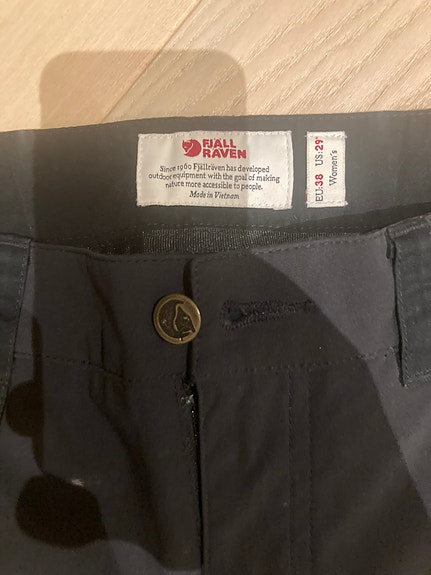 FJÄLL
RÄVEN
Since 1960 Fjällräven has developed
outdoor equipment with the goal of making
nature more accessible to people.
Made in Vietnam
EU:38 US:29"
Women's